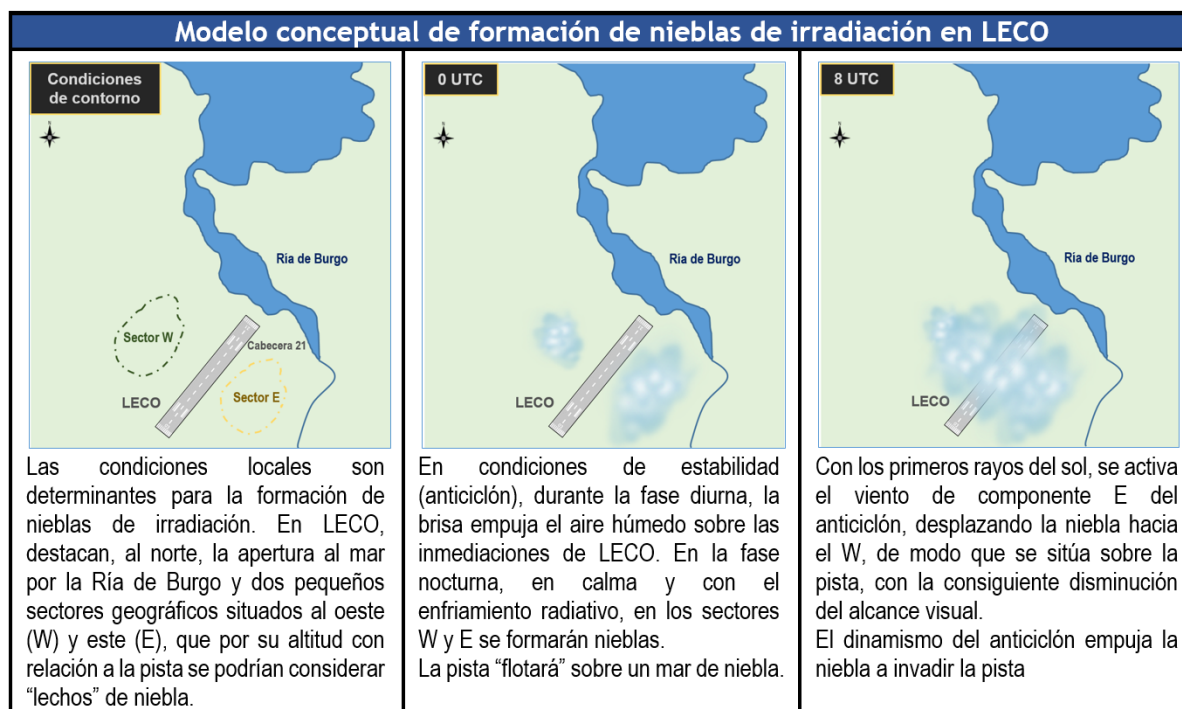 Modelo conceptual de formación de nieblas de irradiación en LECO
Condiciones
de contorno
Ría de Burgo
Sector W
Cabecera 21
Sector E
LECO
Las condiciones locales son
determinantes para la formación de
nieblas de irradiación. En LECO,
destacan, al norte, la apertura al mar
por la Ría de Burgo y dos pequeños
sectores geográficos situados al oeste
(W) y este (E), que por su altitud con
relación a la pista se podrían considerar
“lechos” de niebla.
0 UTC
Ría de Burgo
LECO
En condiciones de estabilidad
(anticiclón), durante la fase diurna, la
brisa empuja el aire húmedo sobre las
inmediaciones de LECO. En la fase
nocturna, en calma y con el
enfriamiento radiativo, en los sectores
W y E se formarán nieblas.
La pista “flotará” sobre un mar de niebla.
8 UTC
Ría de Burgo
LECO
Con los primeros rayos del sol, se activa
el viento de componente E del
anticiclón, desplazando la niebla hacia
el W, de modo que se sitúa sobre la
pista, con la consiguiente disminución
del alcance visual.
El dinamismo del anticiclón empuja la
niebla a invadir la pista